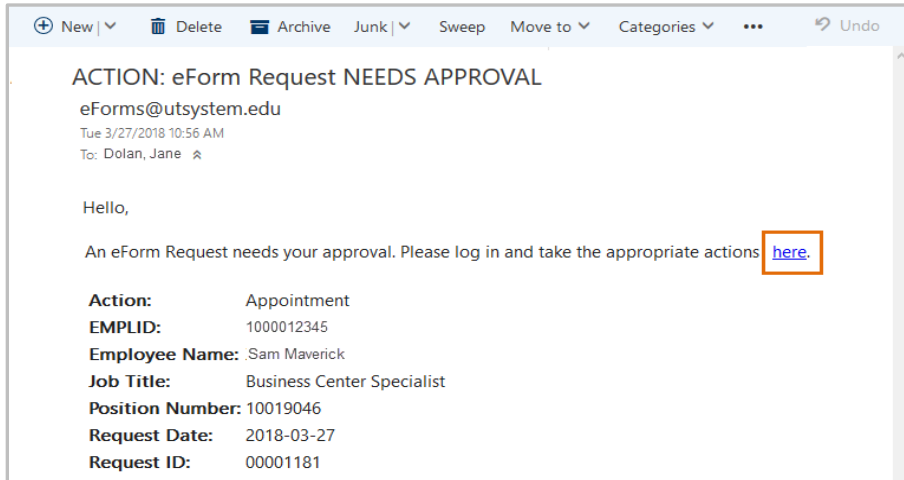 New | Delete Archive Junk | Sweep Move to Categories ••• Undo
ACTION: eForm Request NEEDS APPROVAL
eForms@utsystem.edu
Tue 3/27/2018 10:56 AM
To: Dolan, Jane
Hello,
An eForm Request needs your approval. Please log in and take the appropriate actions here.
Action: Appointment
EMPLID: 1000012345
Employee Name: Sam Maverick
Job Title: Business Center Specialist
Position Number: 10019046
Request Date: 2018-03-27
Request ID: 00001181